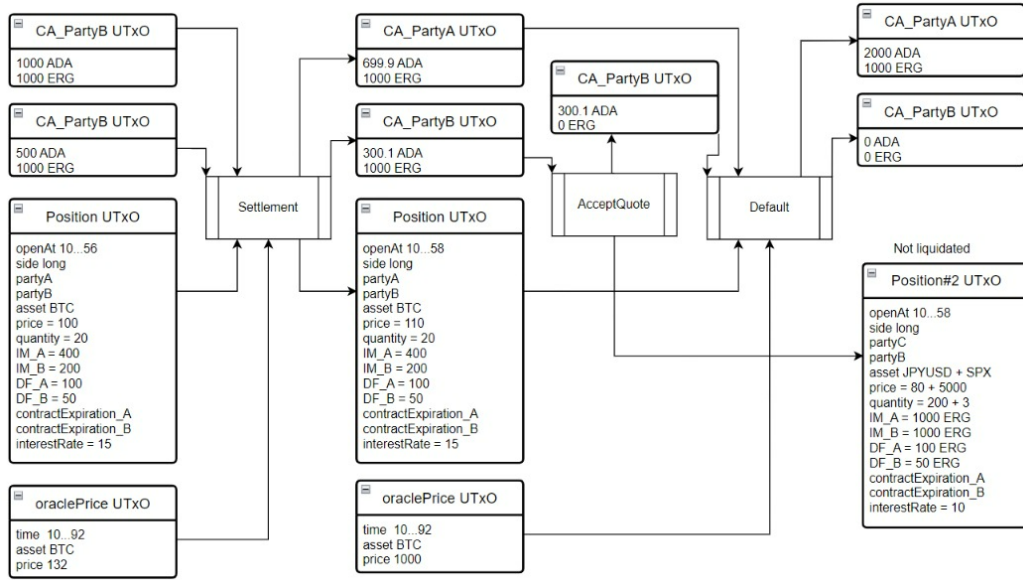 CA_PartyB UTxO
1000 ADA
1000 ERG
CA_PartyB UTxO
500 ADA
1000 ERG
Position UTxO
openAt 10...56
side long
partyA
partyB
asset BTC
price = 100
quantity = 20
IM_A = 400
IM_B = 200
DF_A = 100
DF_B = 50
contractExpiration_A
contractExpiration_B
interestRate = 15
oraclePrice UTxO
time 10...92
asset BTC
price 132
Settlement
CA_PartyA UTxO
699.9 ADA
1000 ERG
CA_PartyB UTxO
300.1 ADA
1000 ERG
Position UTxO
openAt 10...58
side long
partyA
partyB
asset BTC
price = 110
quantity = 20
IM_A = 400
IM_B = 200
DF_A = 100
DF_B = 50
contractExpiration_A
contractExpiration_B
interestRate = 15
oraclePrice UTxO
time 10...92
asset BTC
price 1000
CA_PartyB UTxO
300.1 ADA
0 ERG
AcceptQuote
Default
CA_PartyA UTxO
2000 ADA
1000 ERG
CA_PartyB UTxO
0 ADA
0 ERG
Not liquidated
Position#2 UTxO
openAt 10...58
side long
partyC
partyB
asset JPYUSD + SPX
price = 80 + 5000
quantity = 200 + 3
IM_A = 1000 ERG
IM_B = 1000 ERG
DF_A = 100 ERG
DF_B = 50 ERG
contractExpiration_A
contractExpiration_B
interestRate = 10